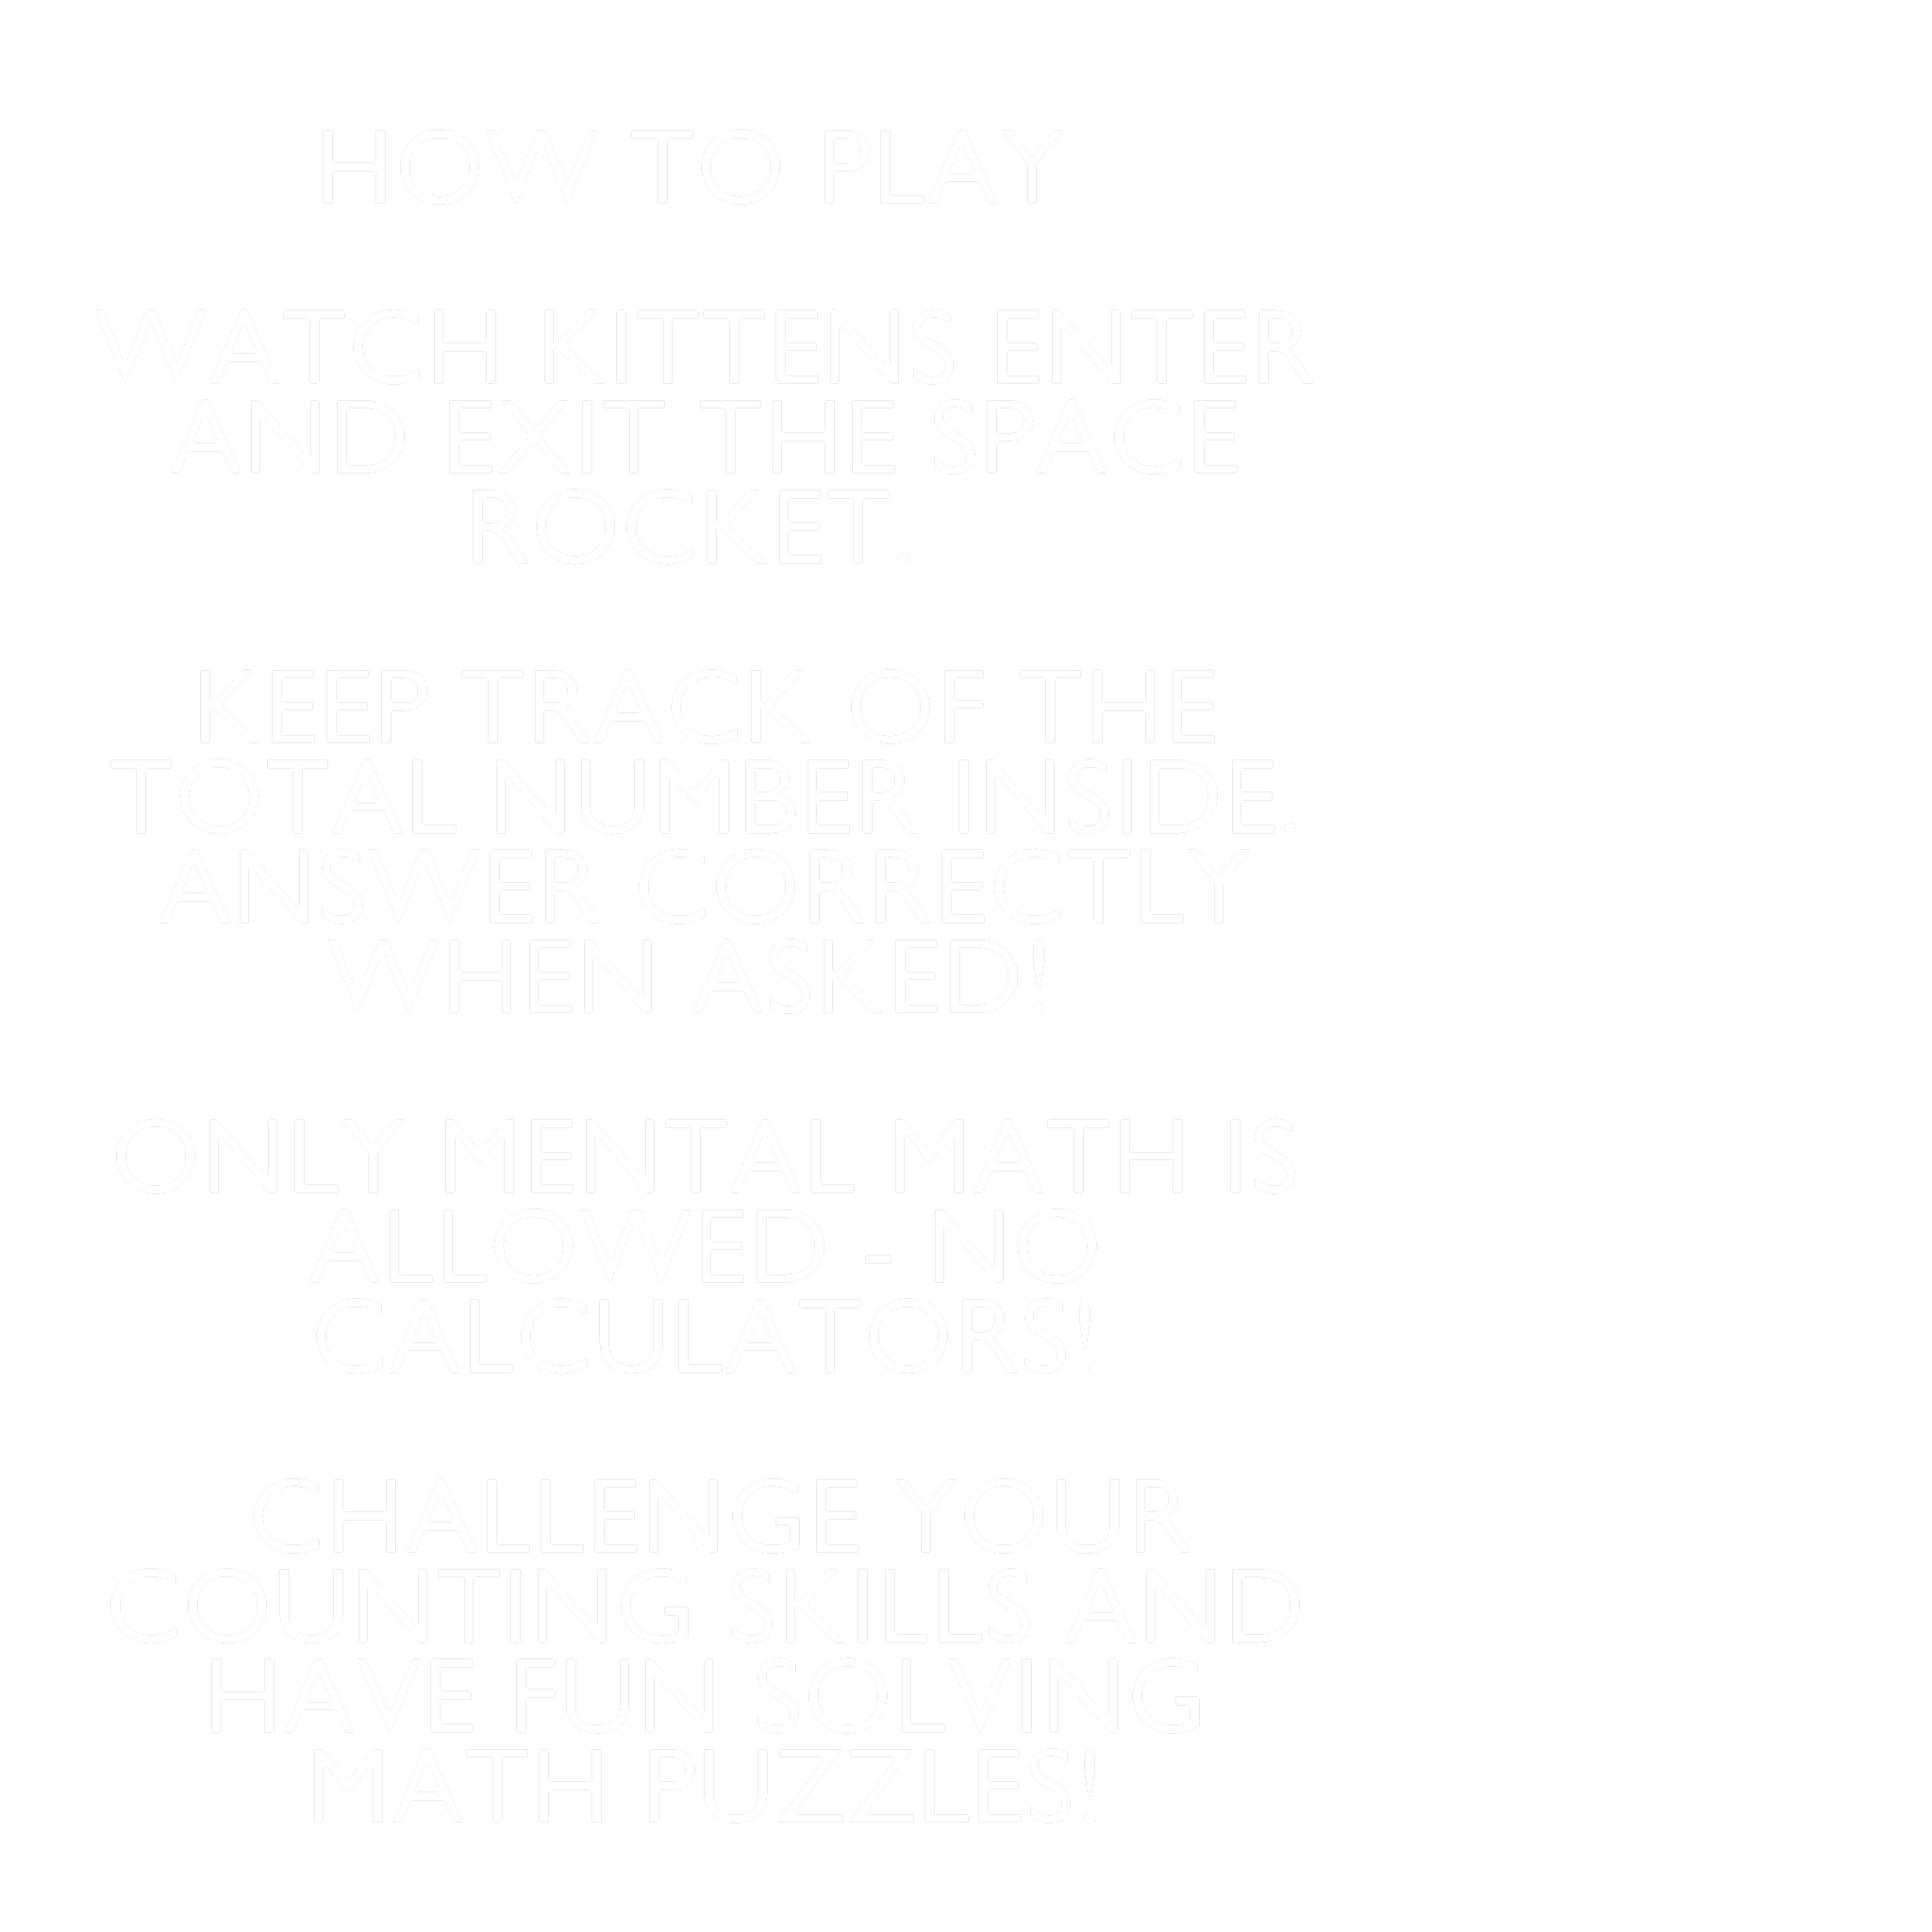 HOW TO PLAY
WATCH KITTENS ENTER
AND EXIT THE SPACE
ROCKET.
KEEP TRACK OF THE
TOTAL NUMBER INSIDE.
ANSWER CORRECTLY
WHEN ASKED!
ONLY MENTAL MATH IS
ALLOWED - NO
CALCULATORS!
CHALLENGE YOUR
COUNTING SKILLS AND
HAVE FUN SOLVING
MATH PUZZLES!